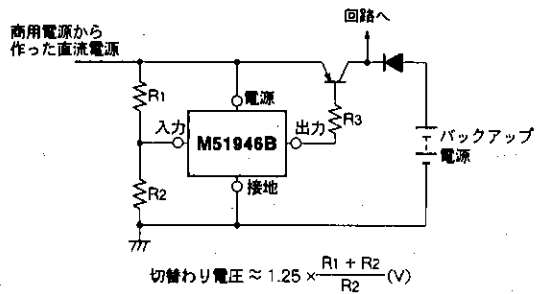 商用電源から
作った直流電源
回路へ
R1
電源
入力
M51946B
出力
R3
バックアップ
電源
R2
接地
切替わり電圧 ≈ 1.25 × R1 + R2 / R2 (V)